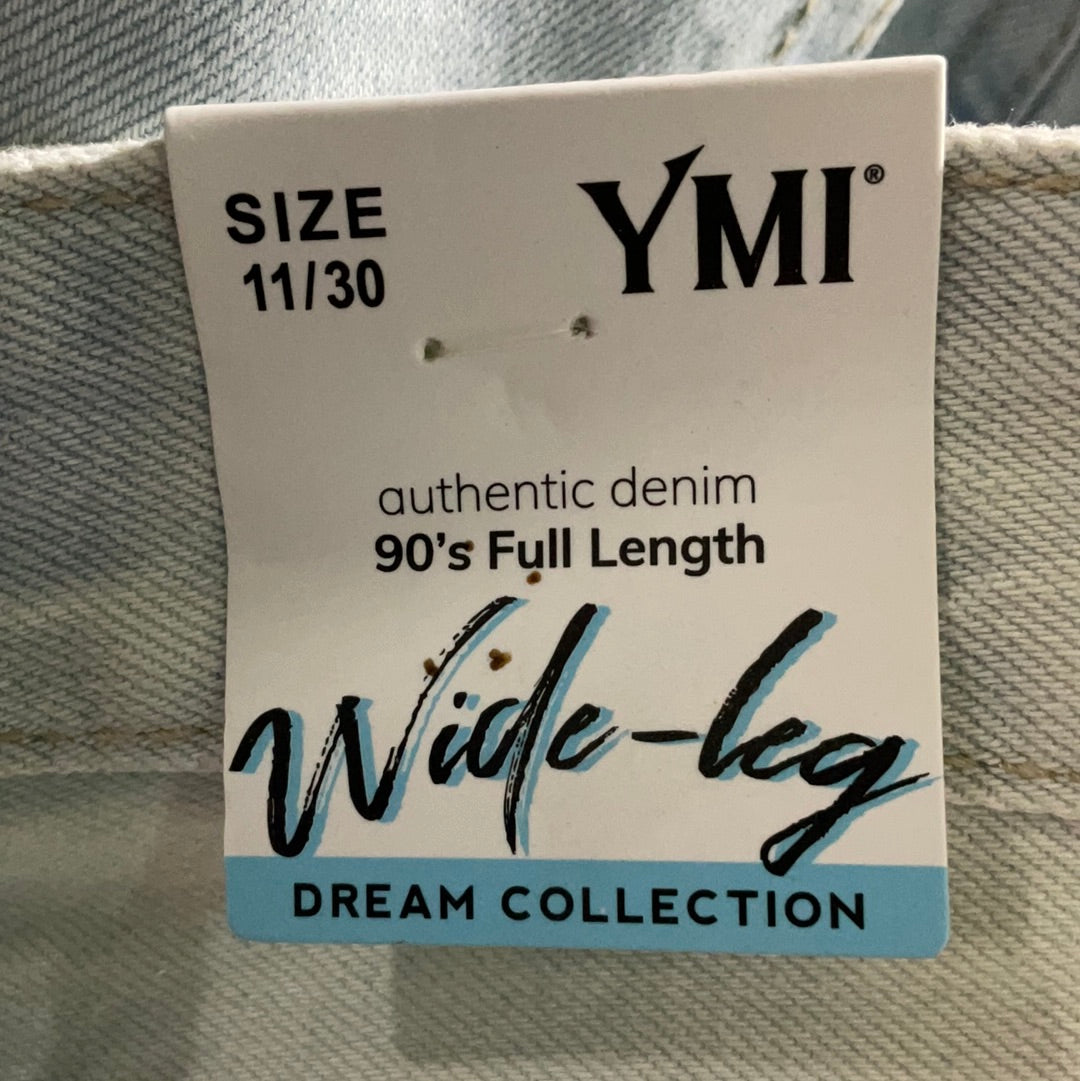 SIZE
11/30
YMI®
authentic denim
90's Full Length
Wide-leg
DREAM COLLECTION